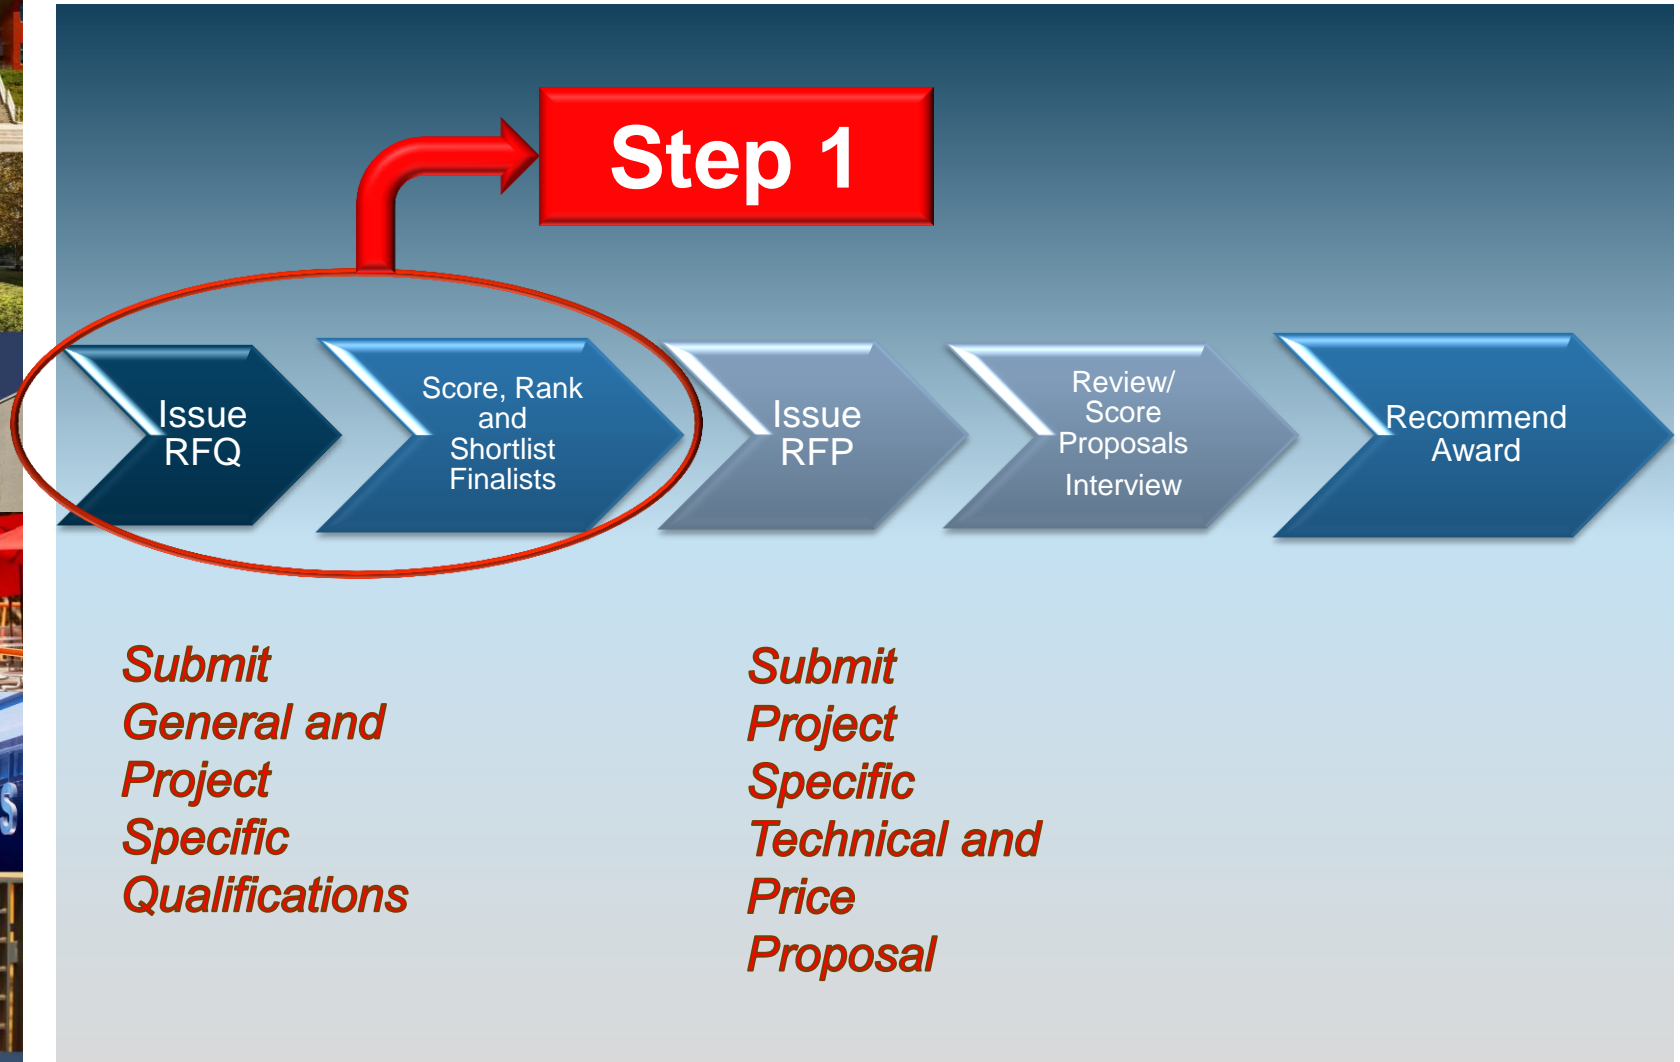 Step 1
Issue
RFQ
Score, Rank
and
Shortlist
Finalists
Issue
RFP
Review/
Score
Proposals
Interview
Recommend
Award
Submit
General and
Project
Specific
Qualifications
Submit
Project
Specific
Technical and
Price
Proposal
S